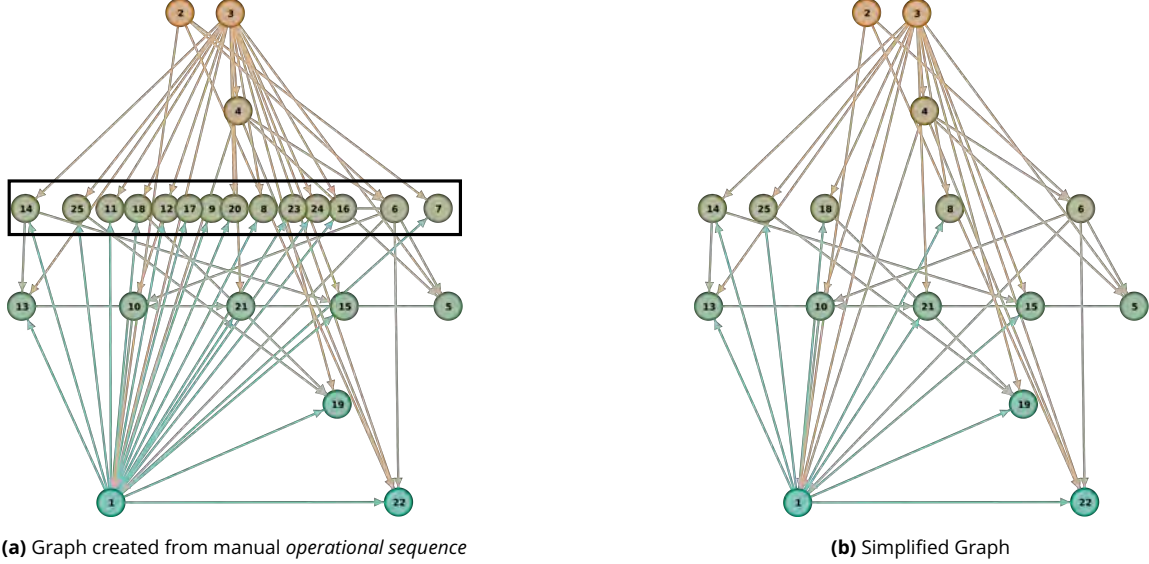 2 3 2 3
4 4
14 25 11 18 12 17 9 20 8 23 24 16 6 7 14 25 18 8 6
13 10 21 15 5 13 10 21 15 5
19 19
1 22 1 22
(a) Graph created from manual operational sequence
(b) Simplified Graph